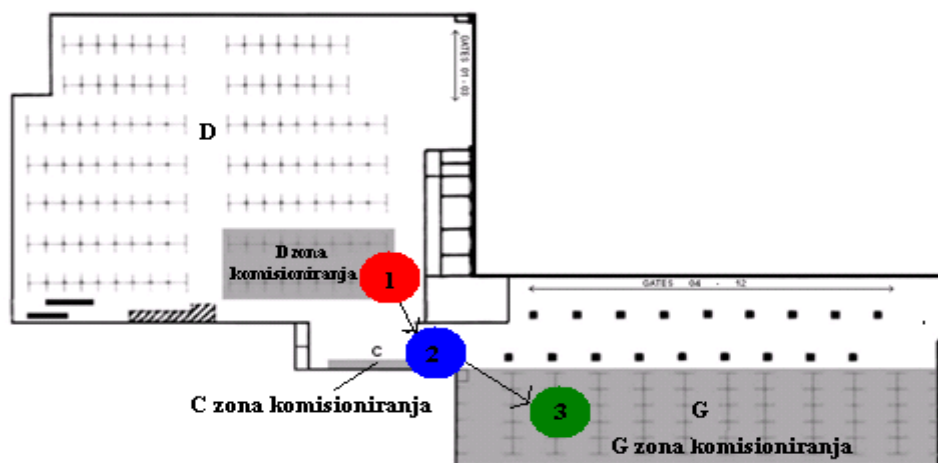 GATES 01 - 03
D
D zona
komisioniranja
1
GATES 04 - 12
2
C
C zona komisioniranja
3
G
G zona komisioniranja